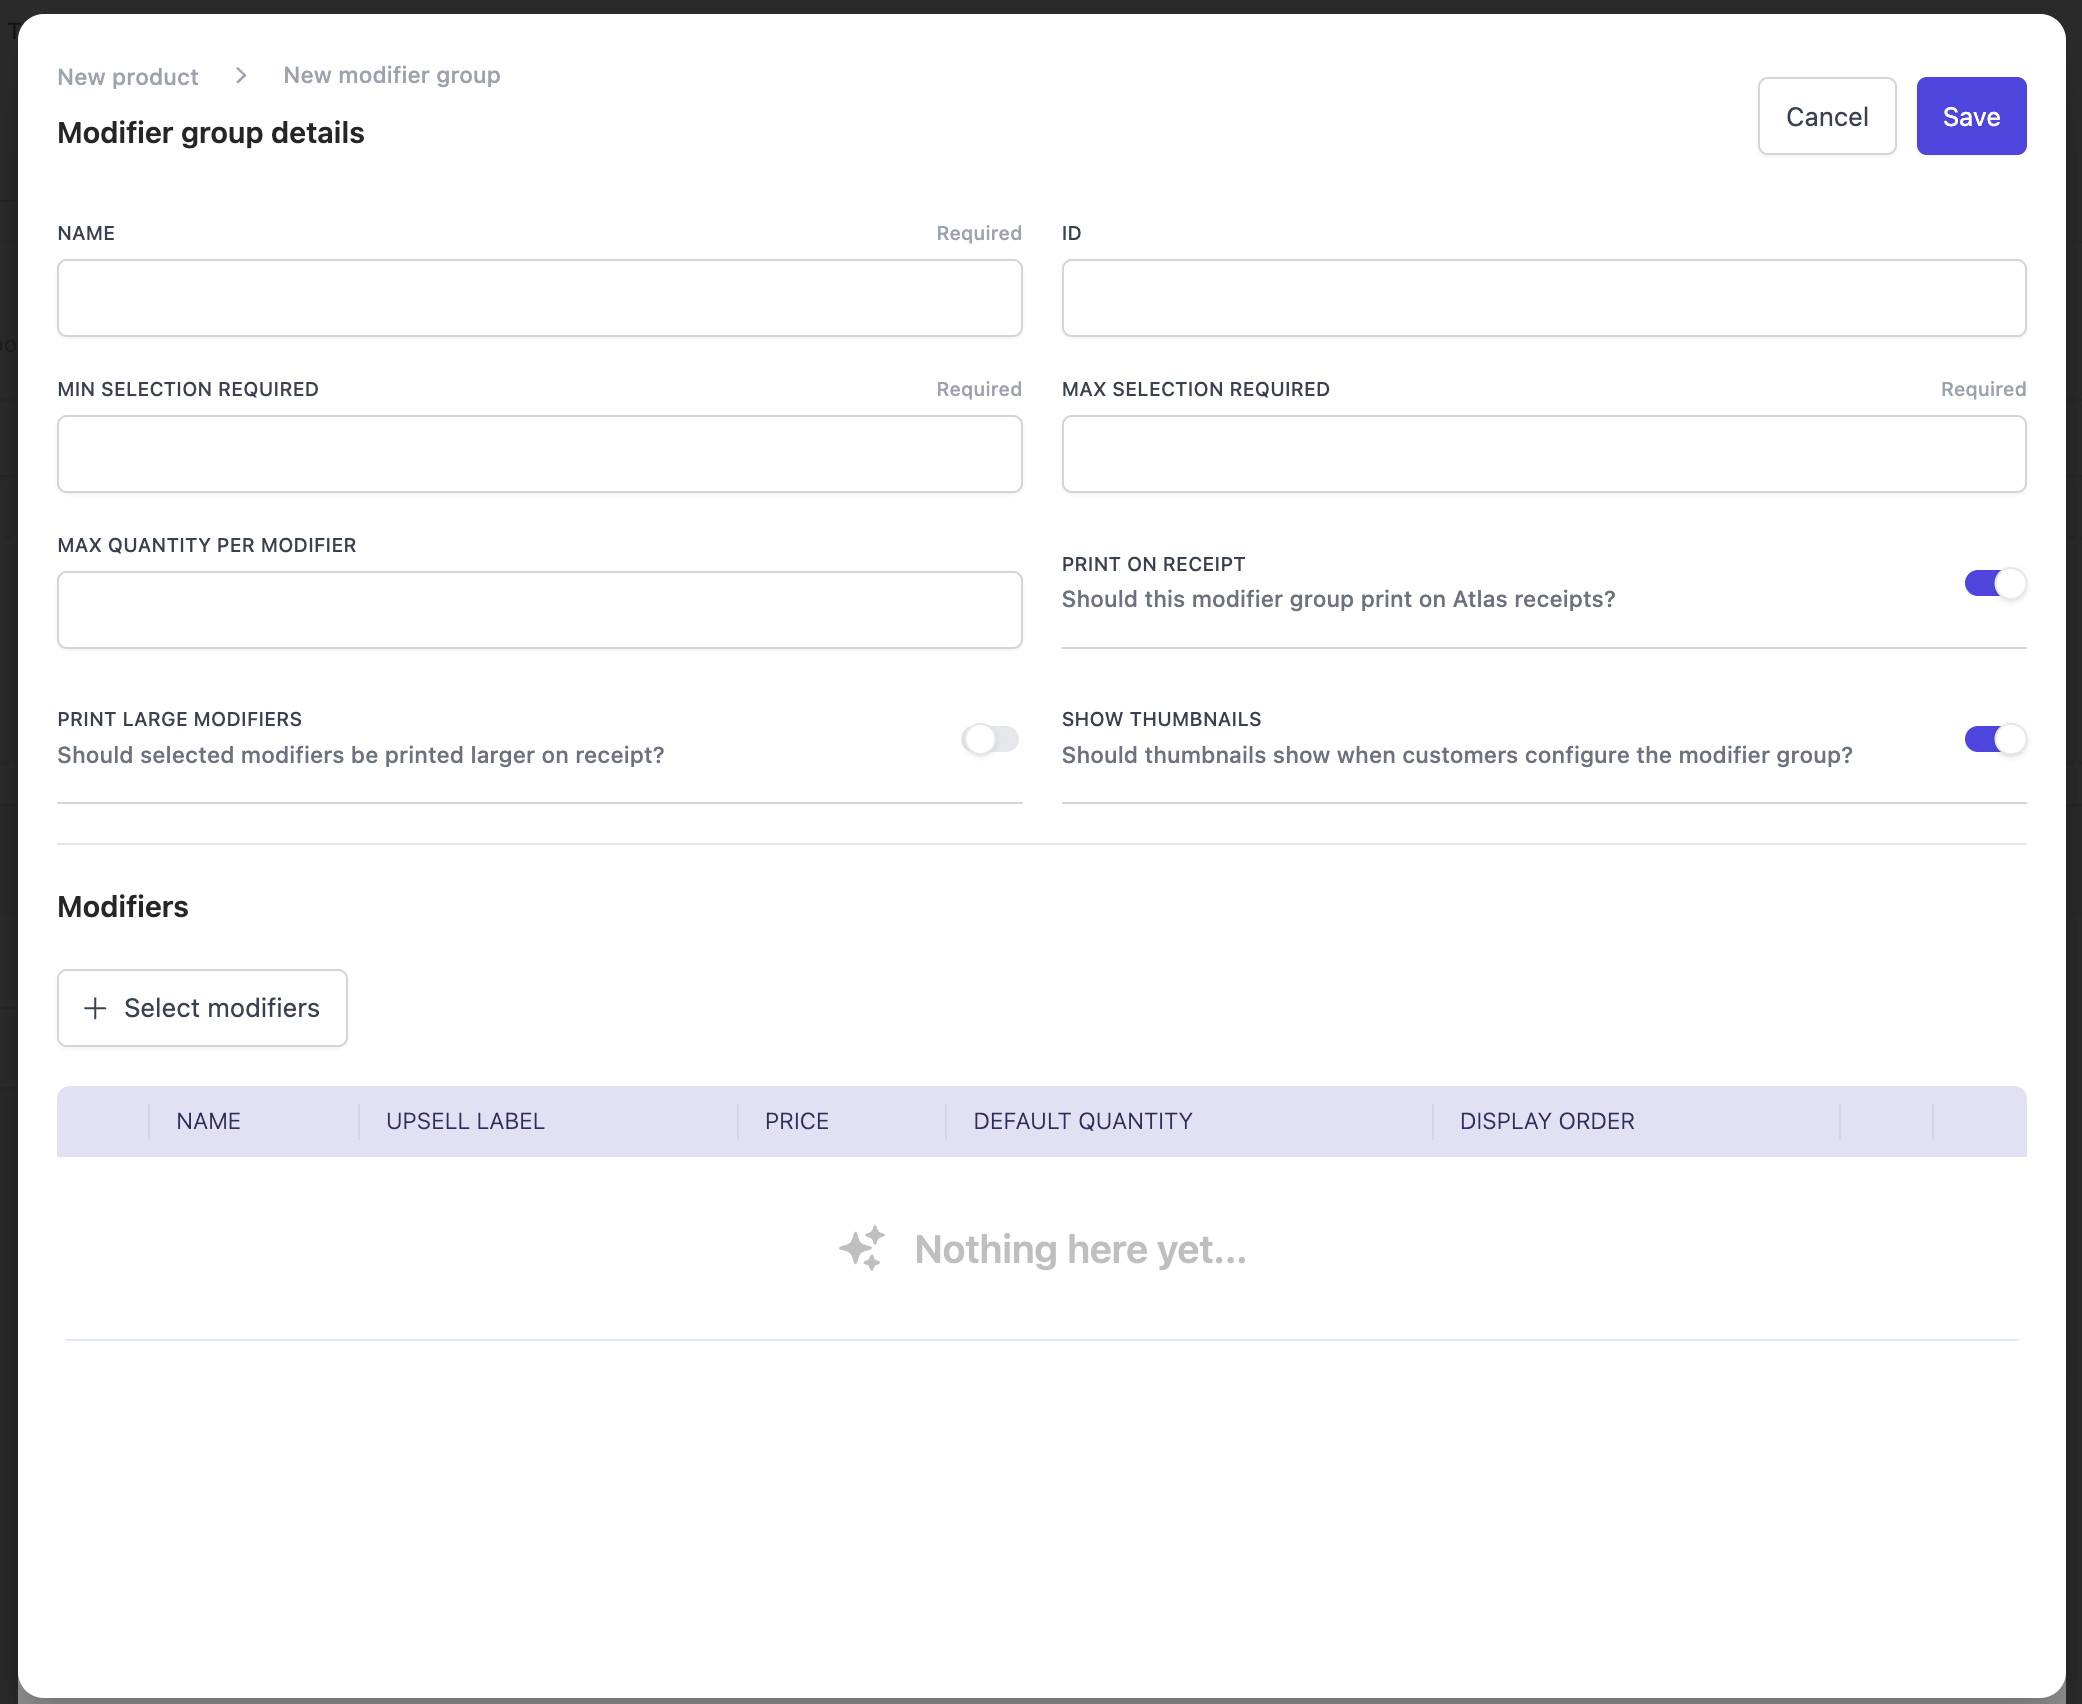 New product > New modifier group
Modifier group details
Cancel
Save
NAME Required
ID
MIN SELECTION REQUIRED Required
MAX SELECTION REQUIRED Required
MAX QUANTITY PER MODIFIER
PRINT ON RECEIPT
Should this modifier group print on Atlas receipts?
PRINT LARGE MODIFIERS
Should selected modifiers be printed larger on receipt?
SHOW THUMBNAILS
Should thumbnails show when customers configure the modifier group?
Modifiers
+ Select modifiers
NAME UPSELL LABEL PRICE DEFAULT QUANTITY DISPLAY ORDER
Nothing here yet...